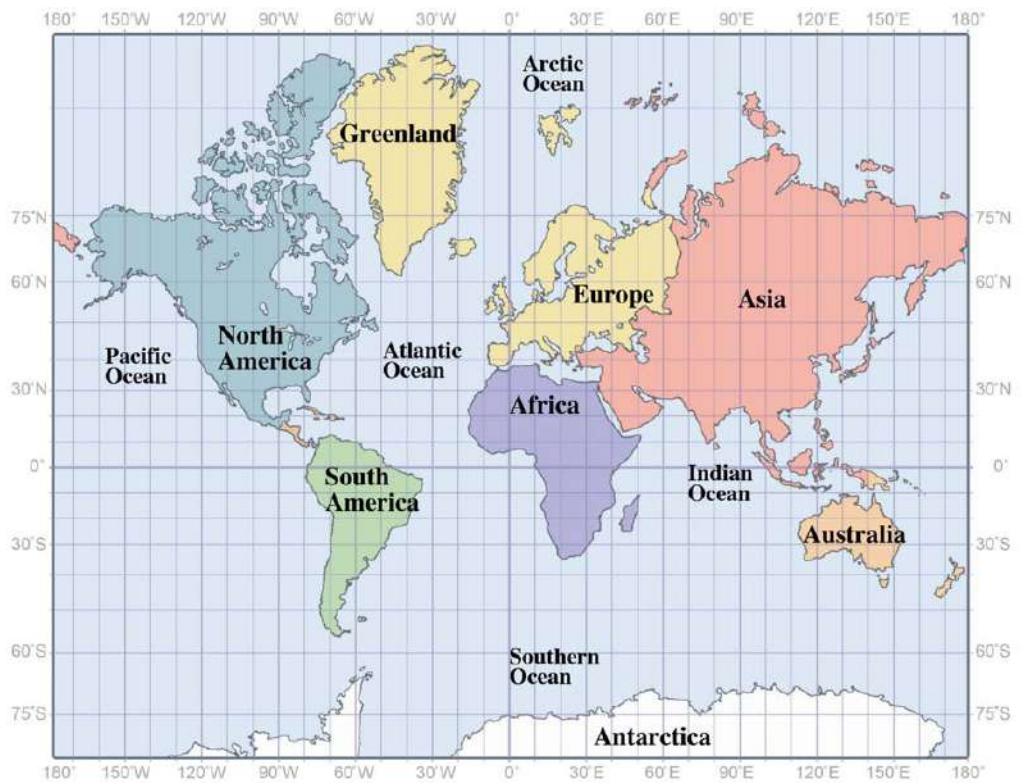 180° 150°W 120°W 90°W 60°W 30°W 0° 30°E 60°E 90°E 120°E 150°E 180°
Arctic
Ocean
Greenland
75°N 75°N
60°N 60°N
Europe
Asia
North
America
Pacific
Ocean
Atlantic
Ocean
30°N 30°N
Africa
0° 0°
South
America
Indian
Ocean
Australia
30°S 30°S
60°S 60°S
Southern
Ocean
75°S 75°S
Antarctica
180° 150°W 120°W 90°W 60°W 30°W 0° 30°E 60°E 90°E 120°E 150°E 180°